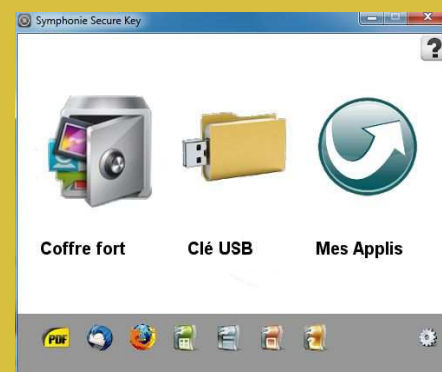 Symphonie Secure Key
?
Coffre fort
Clé USB
Mes Applis
PDF